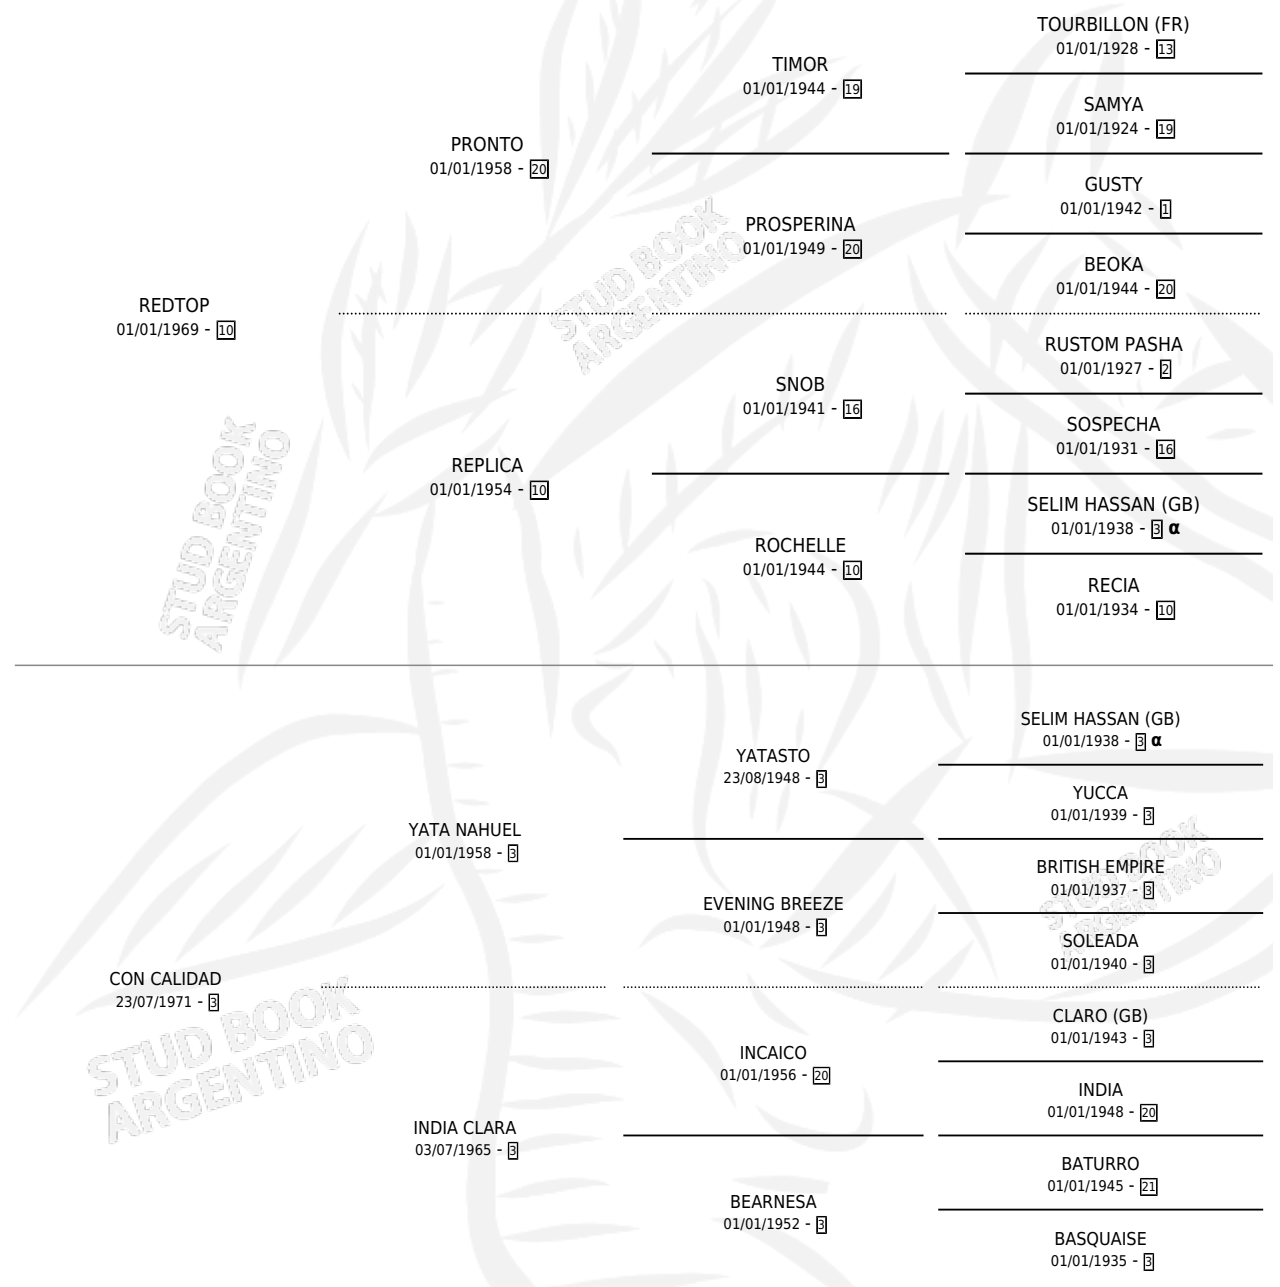 TOURBILLON (FR)
01/01/1928 - 13
TIMOR
01/01/1944 - 19
SAMYA
01/01/1924 - 19
PRONTO
01/01/1958 - 20
GUSTY
01/01/1942 - 1
PROSPERINA
01/01/1949 - 20
BEOKA
01/01/1944 - 20
REDTOP
01/01/1969 - 10
RUSTOM PASHA
01/01/1927 - 2
SNOB
01/01/1941 - 16
SOSPECHA
01/01/1931 - 16
REPLICA
01/01/1954 - 10
SELIM HASSAN (GB)
01/01/1938 - 3 α
ROCHELLE
01/01/1944 - 10
RECIA
01/01/1934 - 10
STUD BOOK
ARGENTINO
STUD BOOK
ARGENTINO
SELIM HASSAN (GB)
01/01/1938 - 3 α
YATASTO
23/08/1948 - 3
YUCCA
01/01/1939 - 3
YATA NAHUEL
01/01/1958 - 3
BRITISH EMPIRE
01/01/1937 - 3
EVENING BREEZE
01/01/1948 - 3
SOLEADA
01/01/1940 - 3
CON CALIDAD
23/07/1971 - 3
CLARO (GB)
01/01/1943 - 3
INCAICO
01/01/1956 - 20
INDIA
01/01/1948 - 20
INDIA CLARA
03/07/1965 - 3
BATURRO
01/01/1945 - 21
BEARNESA
01/01/1952 - 3
BASQUAISE
01/01/1935 - 3
STUD BOOK
ARGENTINO
STUD BOOK
ARGENTINO